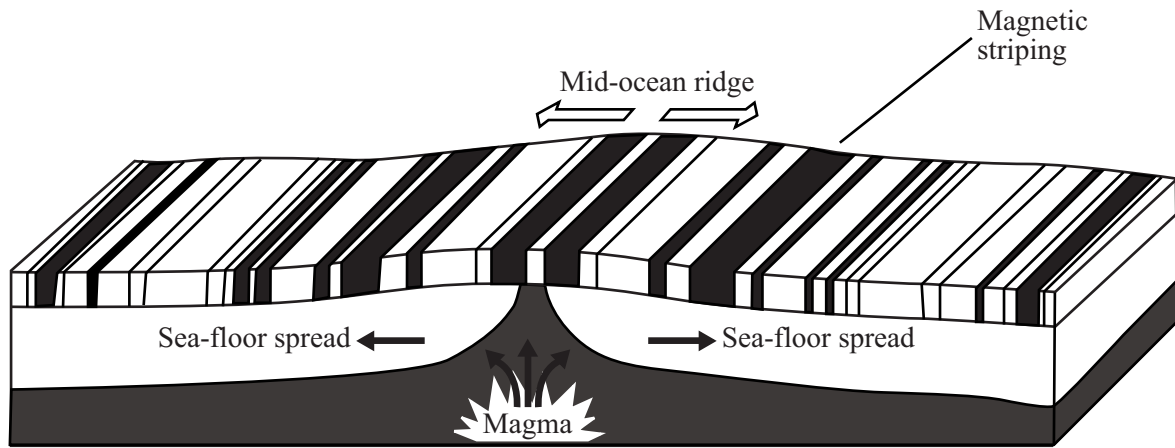 Magnetic
striping
Mid-ocean ridge
Sea-floor spread
Sea-floor spread
Magma